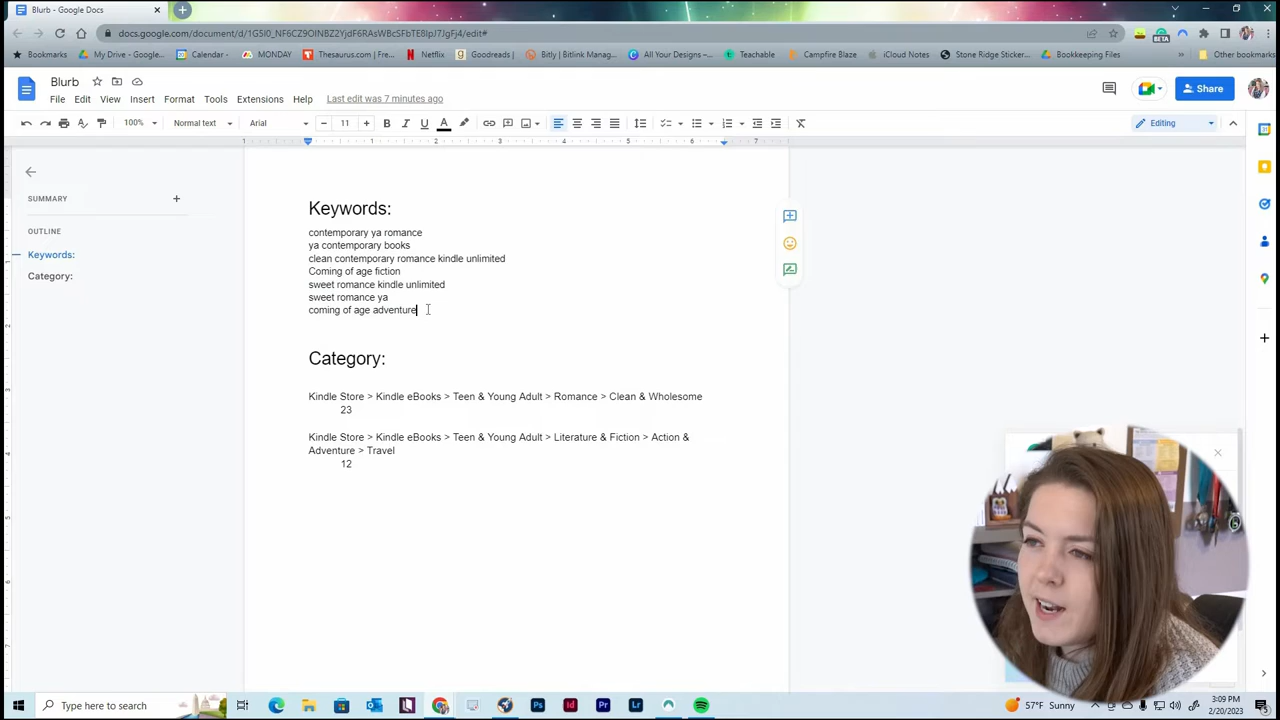 Blurb - Google Docs
docs.google.com/document/d/1GSl0_NF6CZ9OINBZ2YjdF6RAsWBcSFbTE8IpJ7JgFj4/edit#
Bookmarks My Drive - Google... Calendar - MONDAY Thesaurus.com | Fre... Netflix Goodreads | Bitly | Bitlink Manag... All Your Designs –... Teachable Campfire Blaze iCloud Notes Stone Ridge Sticker... Bookkeeping Files Other bookmarks
BETA
Blurb
File Edit View Insert Format Tools Extensions Help Last edit was 7 minutes ago
Share
100% Normal text Arial 11 Editing
SUMMARY
OUTLINE
Keywords:
Category:
Keywords:
contemporary ya romance
ya contemporary books
clean contemporary romance kindle unlimited
Coming of age fiction
sweet romance kindle unlimited
sweet romance ya
coming of age adventure
Category:
Kindle Store > Kindle eBooks > Teen & Young Adult > Romance > Clean & Wholesome
23
Kindle Store > Kindle eBooks > Teen & Young Adult > Literature & Fiction > Action &
Adventure > Travel
12
Type here to search
57°F Sunny
3:09 PM
2/20/2023